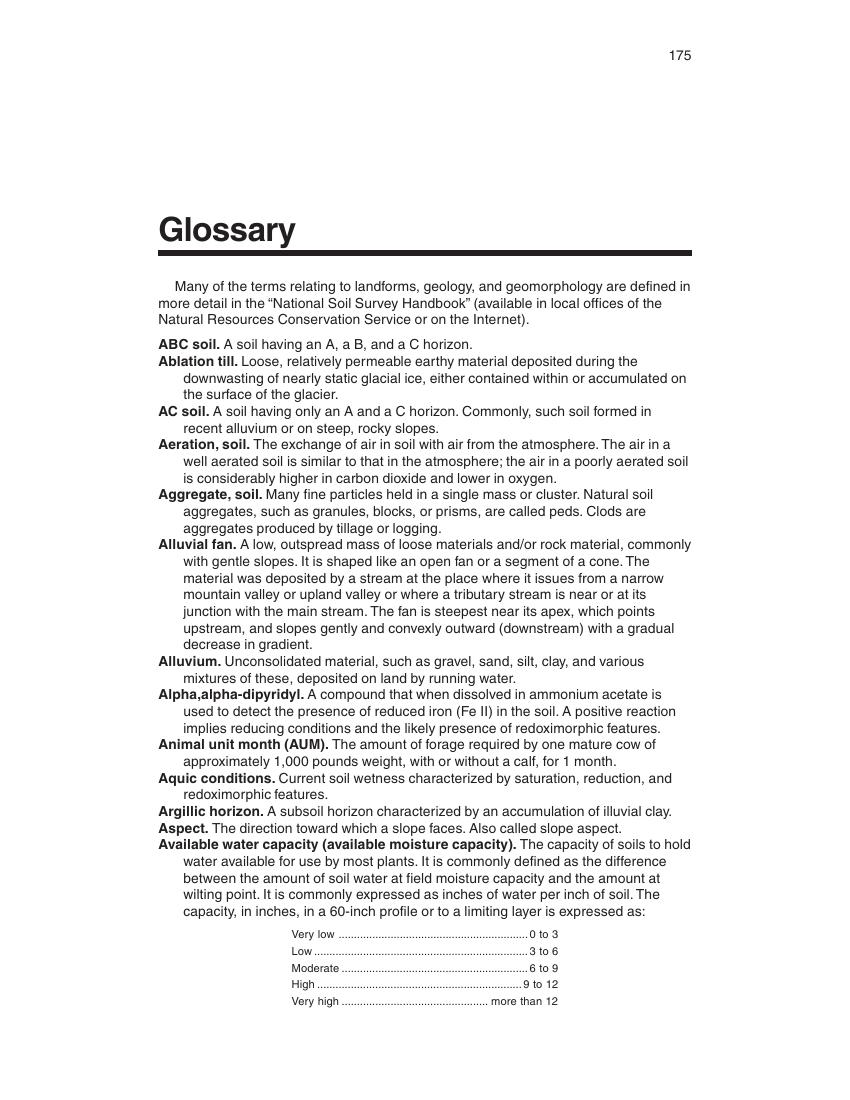 175
Glossary
Many of the terms relating to landforms, geology, and geomorphology are defined in
more detail in the “National Soil Survey Handbook” (available in local offices of the
Natural Resources Conservation Service or on the Internet).
ABC soil. A soil having an A, a B, and a C horizon.
Ablation till. Loose, relatively permeable earthy material deposited during the
downwasting of nearly static glacial ice, either contained within or accumulated on
the surface of the glacier.
AC soil. A soil having only an A and a C horizon. Commonly, such soil formed in
recent alluvium or on steep, rocky slopes.
Aeration, soil. The exchange of air in soil with air from the atmosphere. The air in a
well aerated soil is similar to that in the atmosphere; the air in a poorly aerated soil
is considerably higher in carbon dioxide and lower in oxygen.
Aggregate, soil. Many fine particles held in a single mass or cluster. Natural soil
aggregates, such as granules, blocks, or prisms, are called peds. Clods are
aggregates produced by tillage or logging.
Alluvial fan. A low, outspread mass of loose materials and/or rock material, commonly
with gentle slopes. It is shaped like an open fan or a segment of a cone. The
material was deposited by a stream at the place where it issues from a narrow
mountain valley or upland valley or where a tributary stream is near or at its
junction with the main stream. The fan is steepest near its apex, which points
upstream, and slopes gently and convexly outward (downstream) with a gradual
decrease in gradient.
Alluvium. Unconsolidated material, such as gravel, sand, silt, clay, and various
mixtures of these, deposited on land by running water.
Alpha,alpha-dipyridyl. A compound that when dissolved in ammonium acetate is
used to detect the presence of reduced iron (Fe II) in the soil. A positive reaction
implies reducing conditions and the likely presence of redoximorphic features.
Animal unit month (AUM). The amount of forage required by one mature cow of
approximately 1,000 pounds weight, with or without a calf, for 1 month.
Aquic conditions. Current soil wetness characterized by saturation, reduction, and
redoximorphic features.
Argillic horizon. A subsoil horizon characterized by an accumulation of illuvial clay.
Aspect. The direction toward which a slope faces. Also called slope aspect.
Available water capacity (available moisture capacity). The capacity of soils to hold
water available for use by most plants. It is commonly defined as the difference
between the amount of soil water at field moisture capacity and the amount at
wilting point. It is commonly expressed as inches of water per inch of soil. The
capacity, in inches, in a 60-inch profile or to a limiting layer is expressed as:
Very low .............................................................. 0 to 3
Low ...................................................................... 3 to 6
Moderate ............................................................. 6 to 9
High ................................................................... 9 to 12
Very high ................................................ more than 12